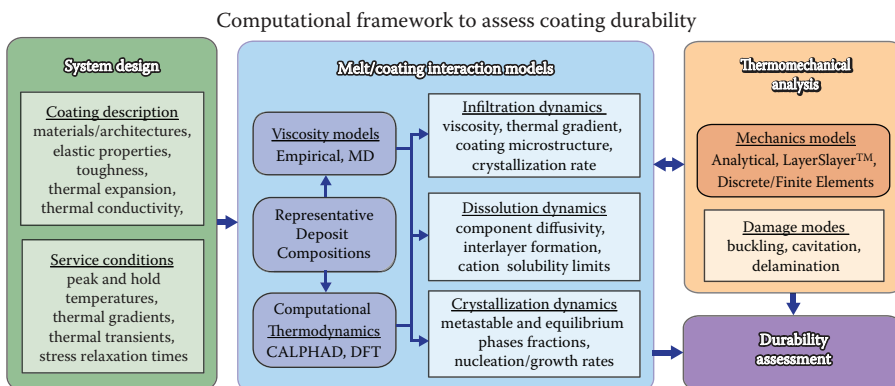 Computational framework to assess coating durability
System design
Coating description
materials/architectures,
elastic properties,
toughness,
thermal expansion,
thermal conductivity,
Service conditions
peak and hold
temperatures,
thermal gradients,
thermal transients,
stress relaxation times
Melt/coating interaction models
Viscosity models
Empirical, MD
Representative
Deposit
Compositions
Computational
Thermodynamics
CALPHAD, DFT
Infiltration dynamics
viscosity, thermal gradient,
coating microstructure,
crystallization rate
Dissolution dynamics
component diffusivity,
interlayer formation,
cation solubility limits
Crystallization dynamics
metastable and equilibrium
phases fractions,
nucleation/growth rates
Thermomechanical
analysis
Mechanics models
Analytical, LayerSlayer™,
Discrete/Finite Elements
Damage modes
buckling, cavitation,
delamination
Durability
assessment